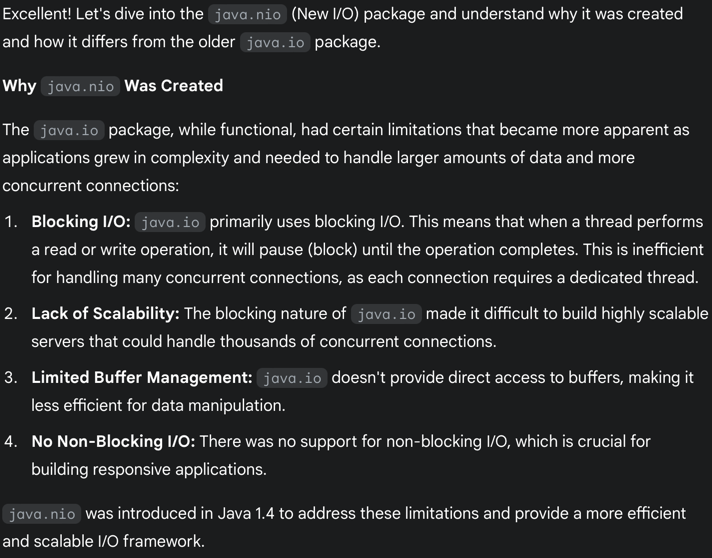 Excellent! Let's dive into the java.nio (New I/O) package and understand why it was created
and how it differs from the older java.io package.
Why java.nio Was Created
The java.io package, while functional, had certain limitations that became more apparent as
applications grew in complexity and needed to handle larger amounts of data and more
concurrent connections:
1. Blocking I/O: java.io primarily uses blocking I/O. This means that when a thread performs
a read or write operation, it will pause (block) until the operation completes. This is inefficient
for handling many concurrent connections, as each connection requires a dedicated thread.
2. Lack of Scalability: The blocking nature of java.io made it difficult to build highly scalable
servers that could handle thousands of concurrent connections.
3. Limited Buffer Management: java.io doesn't provide direct access to buffers, making it
less efficient for data manipulation.
4. No Non-Blocking I/O: There was no support for non-blocking I/O, which is crucial for
building responsive applications.
java.nio was introduced in Java 1.4 to address these limitations and provide a more efficient
and scalable I/O framework.